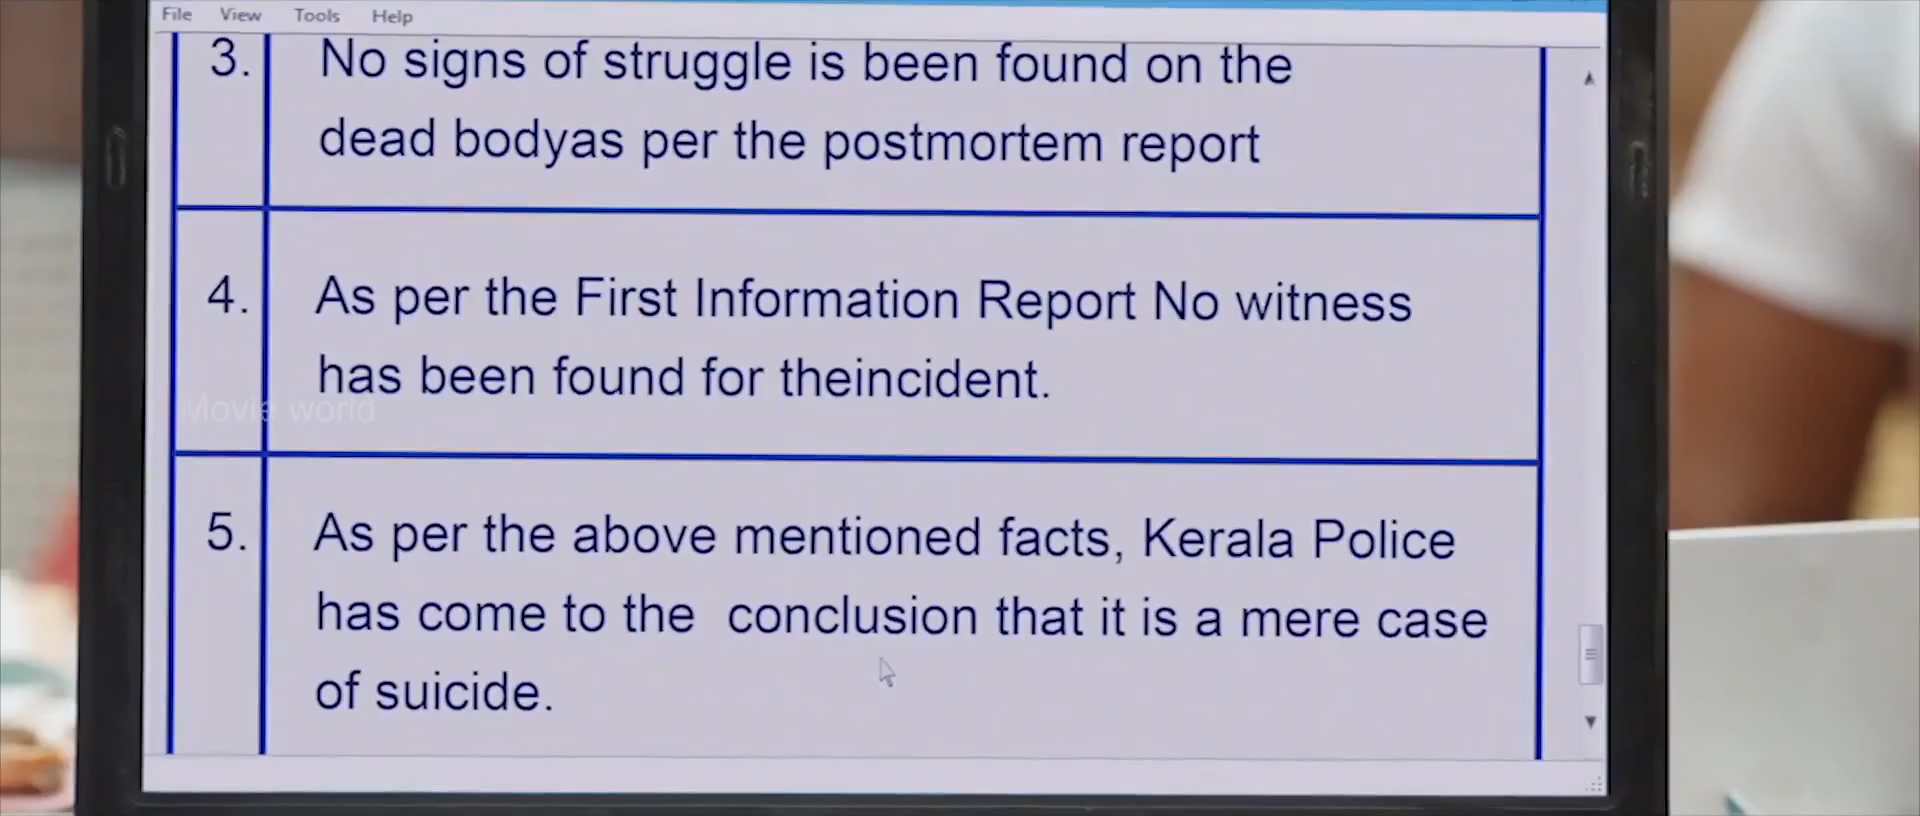 File View Tools Help
3. No signs of struggle is been found on the
dead bodyas per the postmortem report
4. As per the First Information Report No witness
has been found for theincident.
Movie world
5. As per the above mentioned facts, Kerala Police
has come to the conclusion that it is a mere case
of suicide.